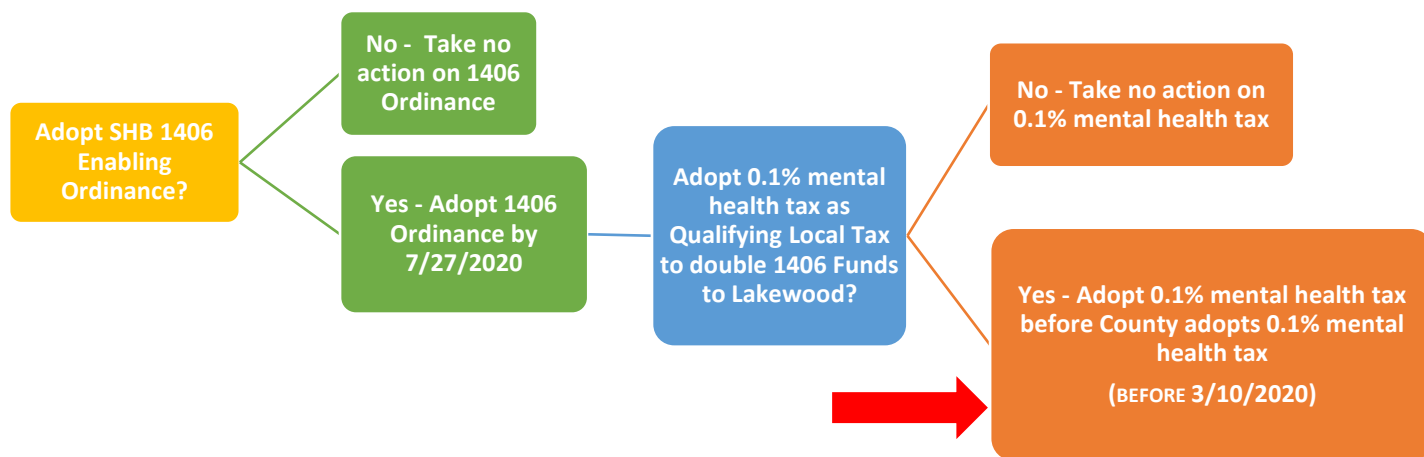 Adopt SHB 1406
Enabling
Ordinance?
No - Take no
action on 1406
Ordinance
Yes - Adopt 1406
Ordinance by
7/27/2020
Adopt 0.1% mental
health tax as
Qualifying Local Tax
to double 1406 Funds
to Lakewood?
No - Take no action on
0.1% mental health tax
Yes - Adopt 0.1% mental health tax
before County adopts 0.1% mental
health tax
(BEFORE 3/10/2020)